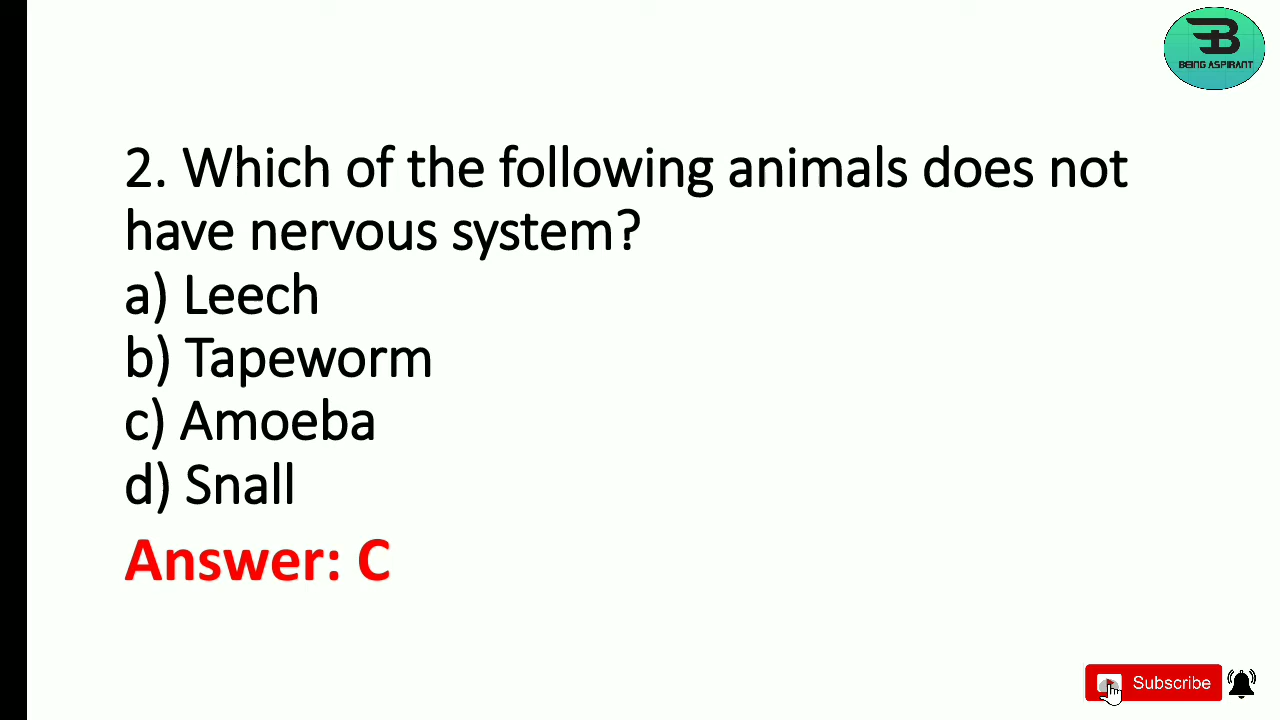 BEING ASPIRANT
2. Which of the following animals does not
have nervous system?
a) Leech
b) Tapeworm
c) Amoeba
d) Snall
Answer: C
Subscribe